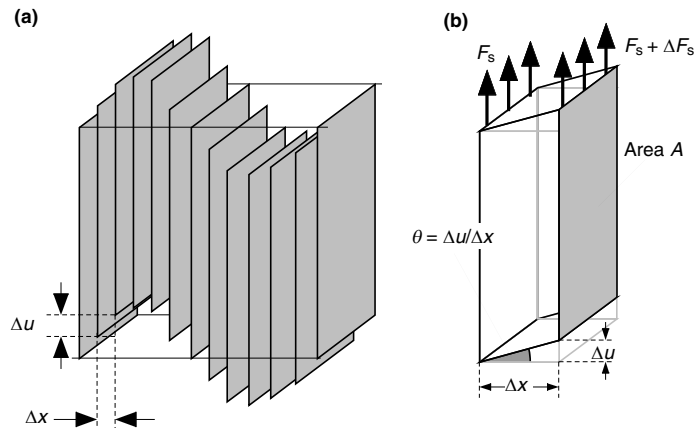 (a)
Δu
Δx
(b)
Fs
Fs + ΔFs
Area A
θ = Δu/Δx
Δu
Δx